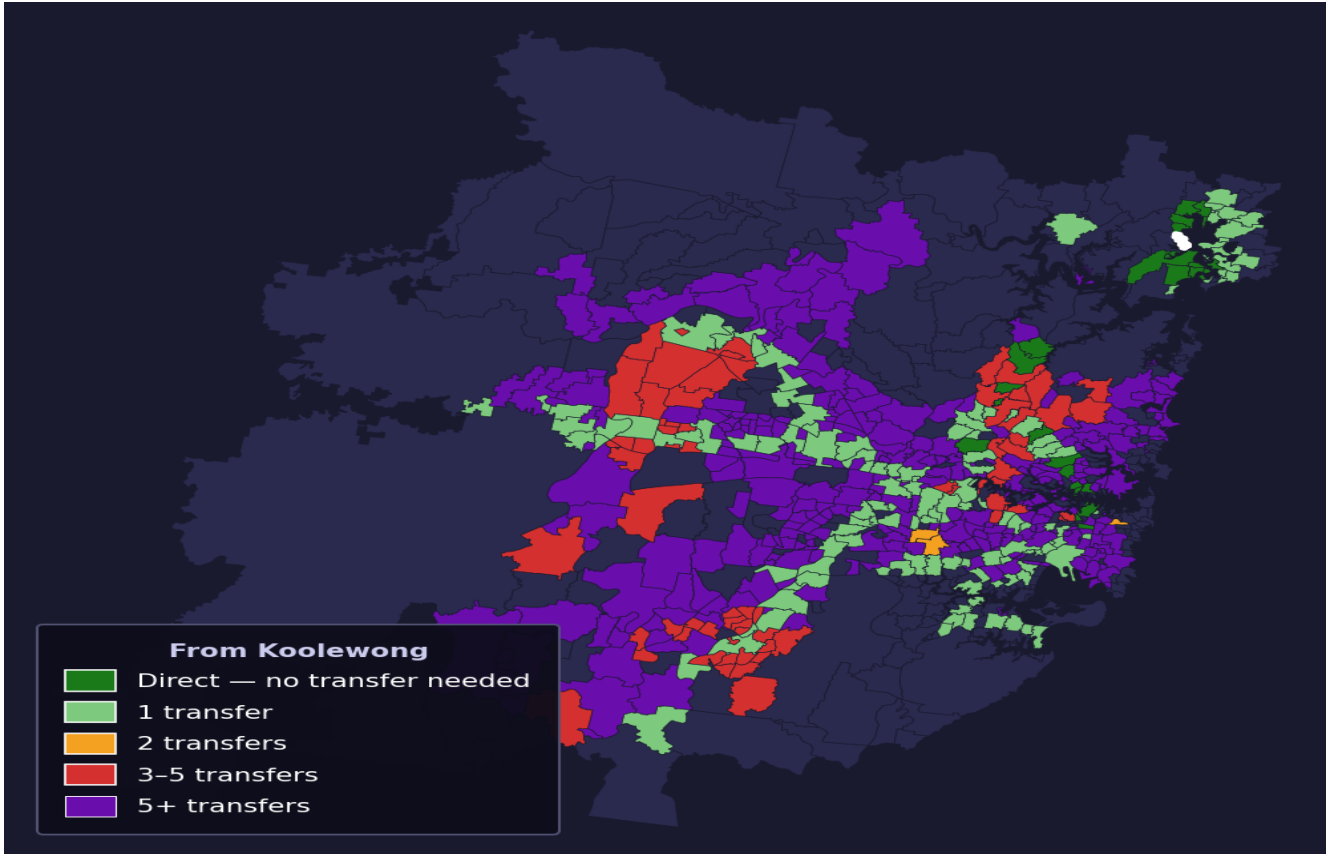 From Koolewong
Direct — no transfer needed
1 transfer
2 transfers
3–5 transfers
5+ transfers